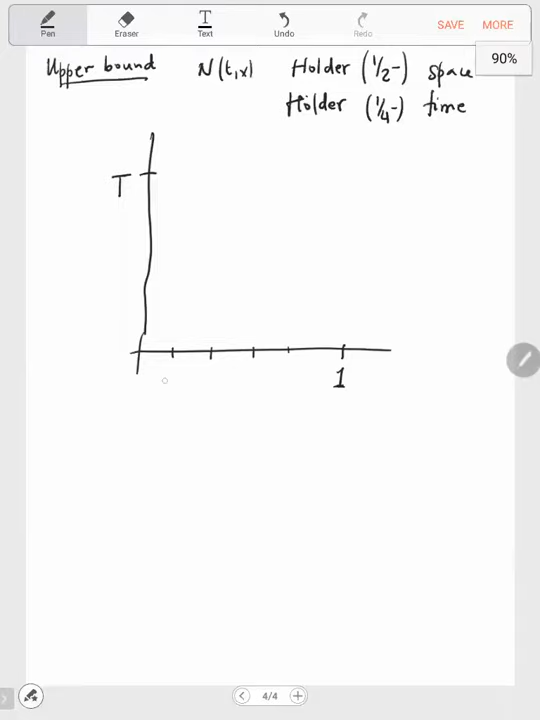 Pen Eraser Text Undo Redo SAVE MORE
90%
Upper bound N(t,x) Holder (1/2-) space
Holder (1/4-) time
T
1
4/4